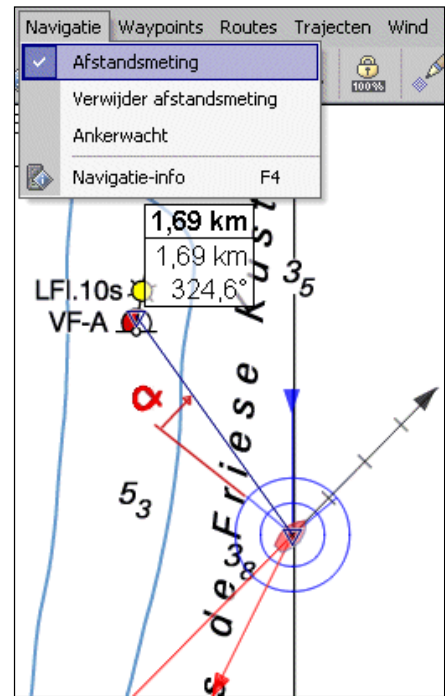 Navigatie Waypoints Routes Trajecten Wind
Afstandsmeting
100%
Verwijder afstandsmeting
Ankerwacht
Navigatie-info F4
1,69 km
1,69 km
324,6°
LFl.10s
VF-A
α
35
53
38
s de Friese Kust